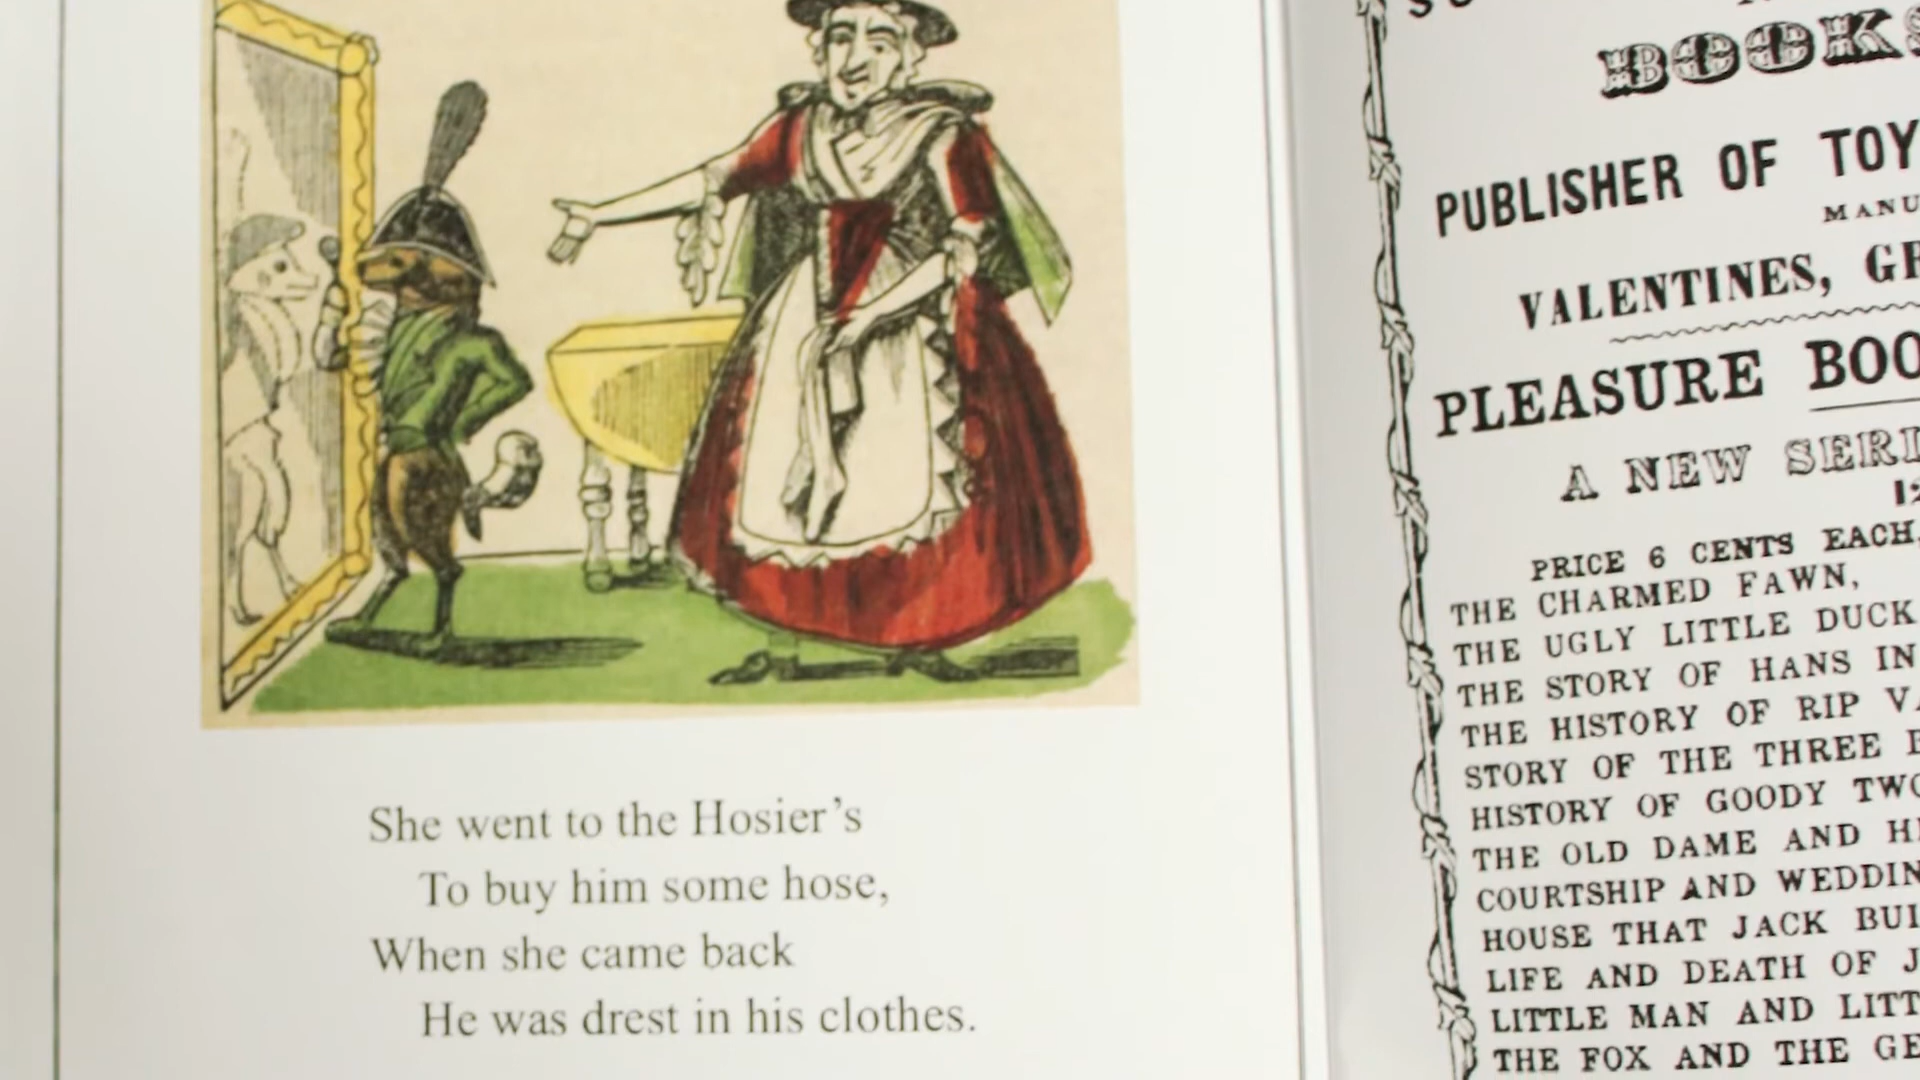 She went to the Hosier's
To buy him some hose,
When she came back
He was drest in his clothes.
BOOKS
PUBLISHER OF TOY
VALENTINES,
PLEASURE
A NEW
PRICE 6 CENTS EACH,
THE CHARMED FAWN,
THE UGLY LITTLE DUCK
THE STORY OF HANS IN
THE HISTORY OF RIP
STORY OF THE THREE
HISTORY OF GOODY
THE OLD DAME AND
COURTSHIP AND
HOUSE THAT JACK
LIFE AND DEATH OF
LITTLE MAN AND
THE FOX AND THE